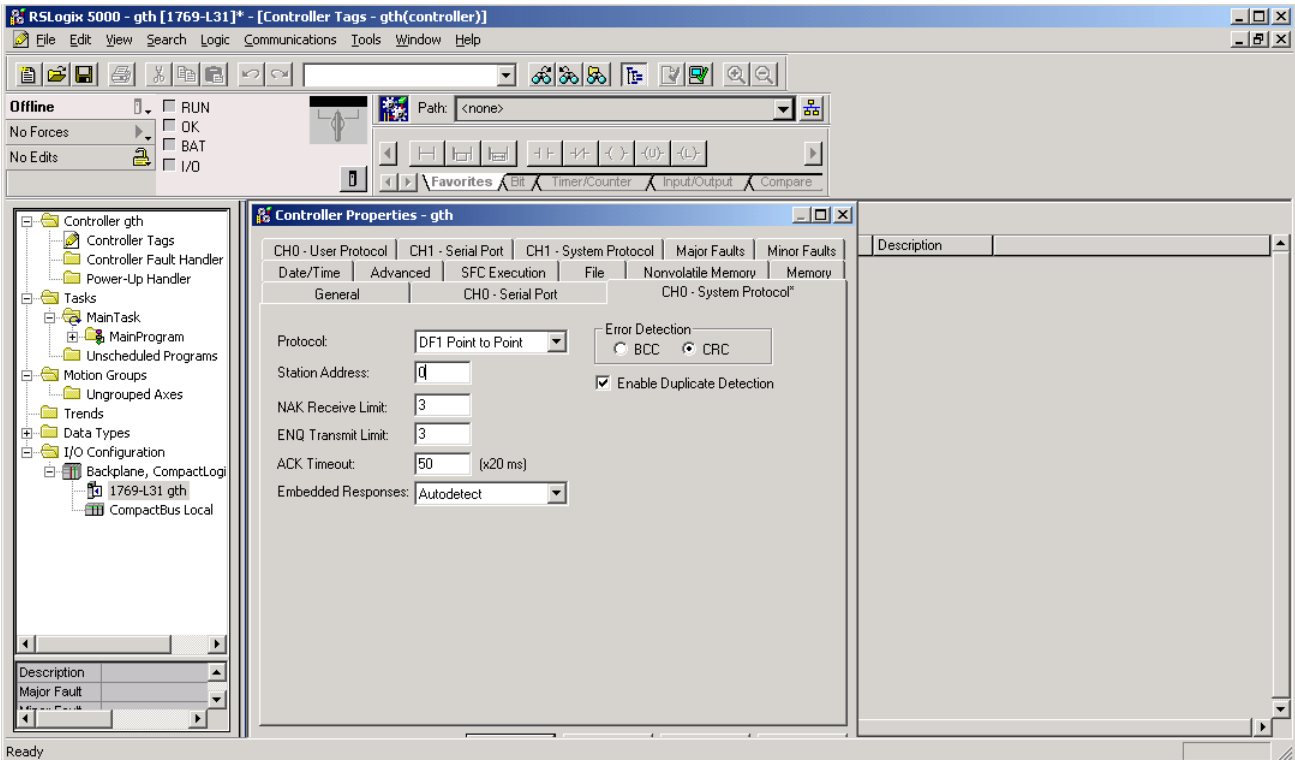 RSLogix 5000 - gth [1769-L31]* - [Controller Tags - gth(controller)]
File Edit View Search Logic Communications Tools Window Help
Offline
RUN
No Forces
OK
No Edits
BAT
I/O
Path: <none>
Favorites Bit Timer/Counter Input/Output Compare
Controller gth
Controller Tags
Controller Fault Handler
Power-Up Handler
Tasks
MainTask
MainProgram
Unscheduled Programs
Motion Groups
Ungrouped Axes
Trends
Data Types
I/O Configuration
Backplane, CompactLogi
1769-L31 gth
CompactBus Local
Description
Major Fault
Controller Properties - gth
CH0 - User Protocol CH1 - Serial Port CH1 - System Protocol Major Faults Minor Faults
Date/Time Advanced SFC Execution File Nonvolatile Memory Memory
General CH0 - Serial Port CH0 - System Protocol*
Protocol: DF1 Point to Point
Station Address: 0
NAK Receive Limit: 3
ENQ Transmit Limit: 3
ACK Timeout: 50 (x20 ms)
Embedded Responses: Autodetect
Error Detection
BCC CRC
Enable Duplicate Detection
Description
Ready